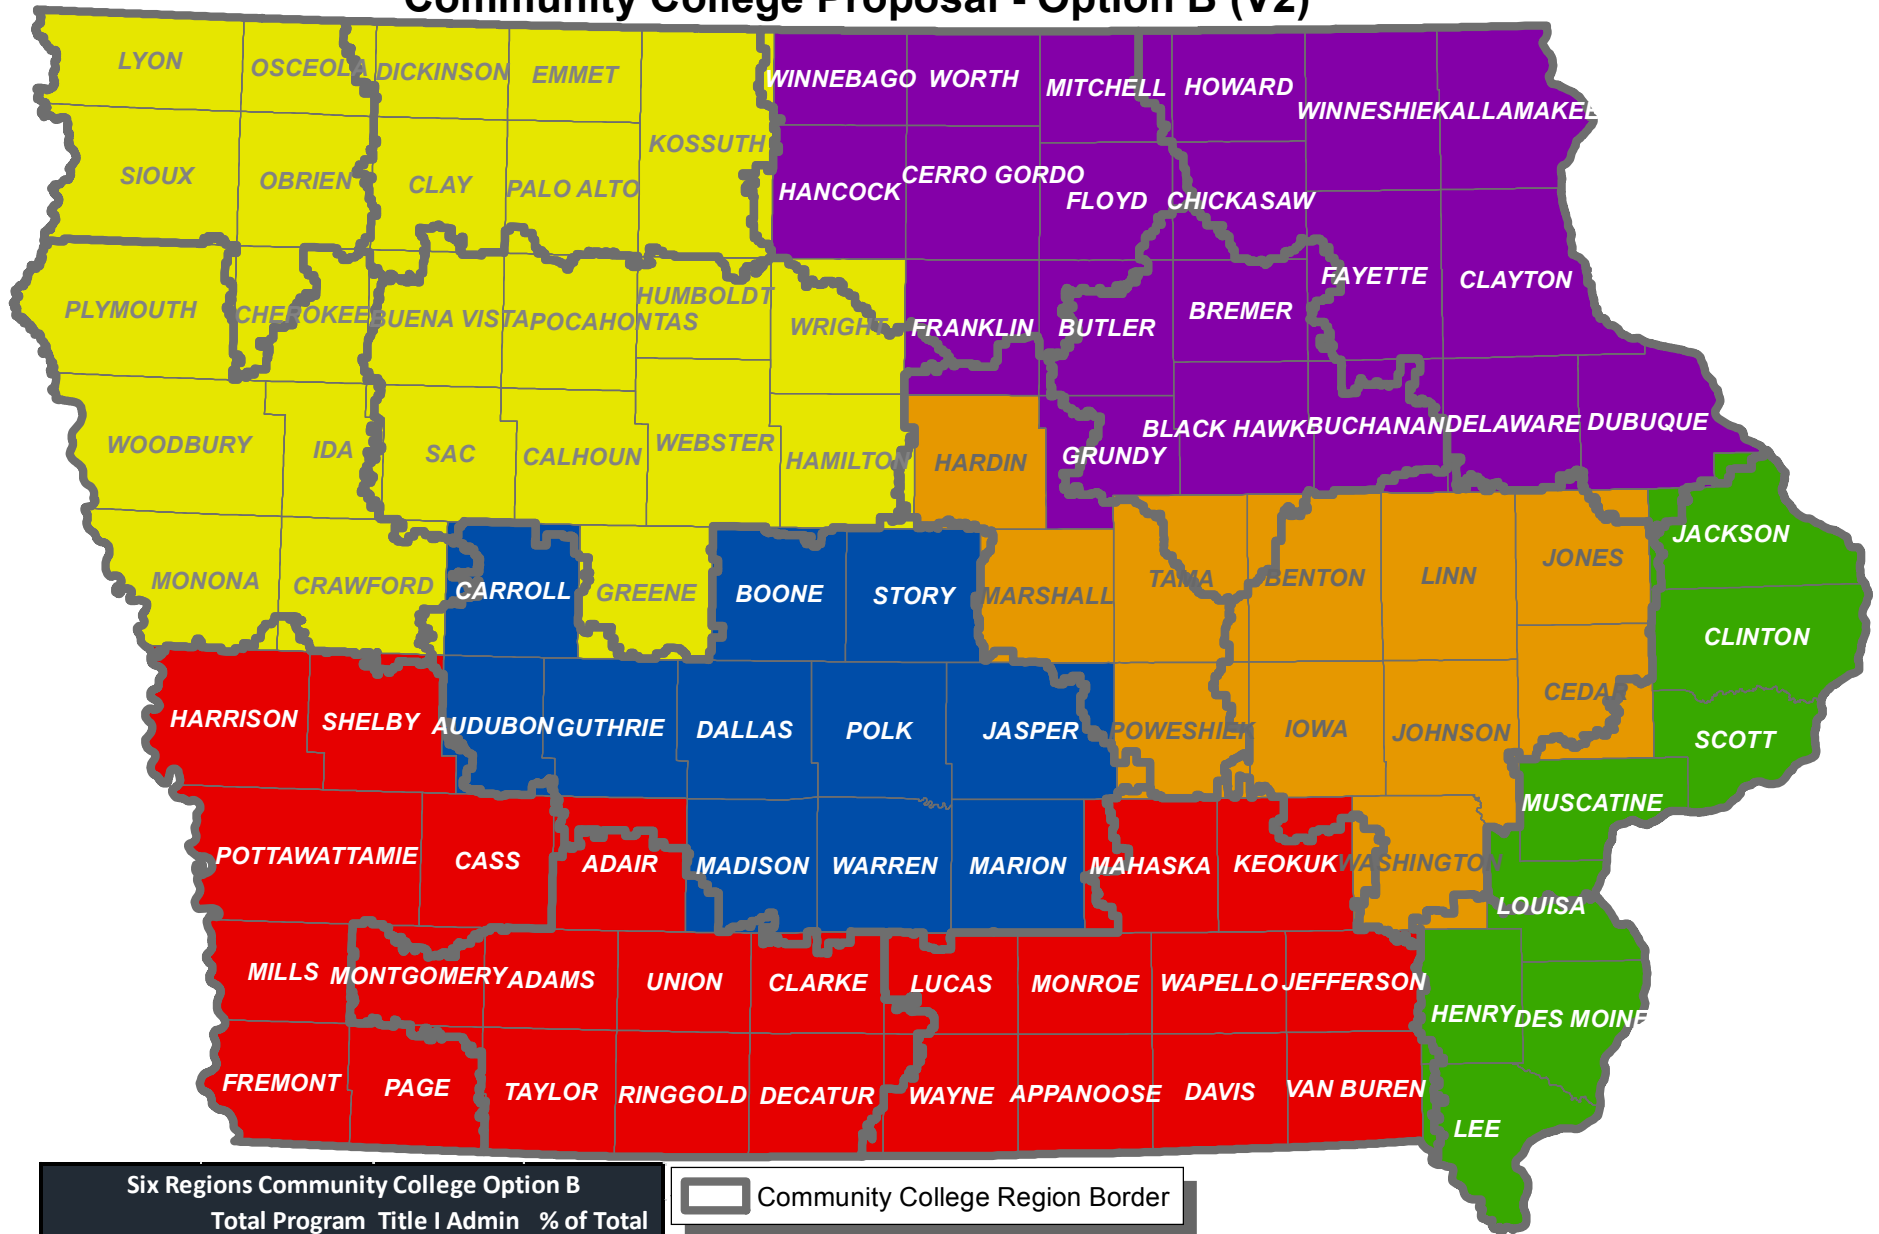 Community College Proposal - Option B (V2)
LYON
OSCEOLA
DICKINSON
EMMET
WINNEBAGO
WORTH
MITCHELL
HOWARD
WINNESHIEK
ALLAMAKEE
KOSSUTH
SIOUX
OBRIEN
CLAY
PALO ALTO
HANCOCK
CERRO GORDO
FLOYD
CHICKASAW
PLYMOUTH
CHEROKEE
BUENA VISTA
POCAHONTAS
HUMBOLDT
WRIGHT
FRANKLIN
BUTLER
BREMER
FAYETTE
CLAYTON
WOODBURY
IDA
SAC
CALHOUN
WEBSTER
HAMILTON
HARDIN
GRUNDY
BLACK HAWK
BUCHANAN
DELAWARE
DUBUQUE
MONONA
CRAWFORD
CARROLL
GREENE
BOONE
STORY
MARSHALL
TAMA
BENTON
LINN
JONES
JACKSON
CLINTON
HARRISON
SHELBY
AUDUBON
GUTHRIE
DALLAS
POLK
JASPER
POWESHIEK
IOWA
JOHNSON
CEDAR
SCOTT
MUSCATINE
POTTAWATTAMIE
CASS
ADAIR
MADISON
WARREN
MARION
MAHASKA
KEOKUK
WASHINGTON
LOUISA
MILLS
MONTGOMERY
ADAMS
UNION
CLARKE
LUCAS
MONROE
WAPELLO
JEFFERSON
HENRY
DES MOINE
FREMONT
PAGE
TAYLOR
RINGGOLD
DECATUR
WAYNE
APPANOOSE
DAVIS
VAN BUREN
LEE
Six Regions Community College Option B
Total Program Title I Admin % of Total
Community College Region Border